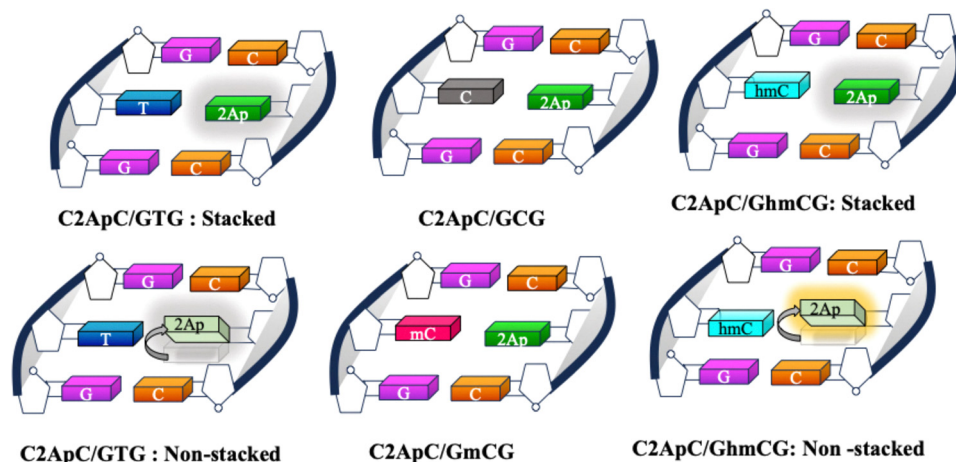 G C
T 2Ap
G C
C2ApC/GTG : Stacked
G C
C 2Ap
G C
C2ApC/GCG
G C
hmC 2Ap
G C
C2ApC/GhmCG: Stacked
G C
T 2Ap
G C
C2ApC/GTG : Non-stacked
G C
mC 2Ap
G C
C2ApC/GmCG
G C
hmC 2Ap
G C
C2ApC/GhmCG: Non -stacked